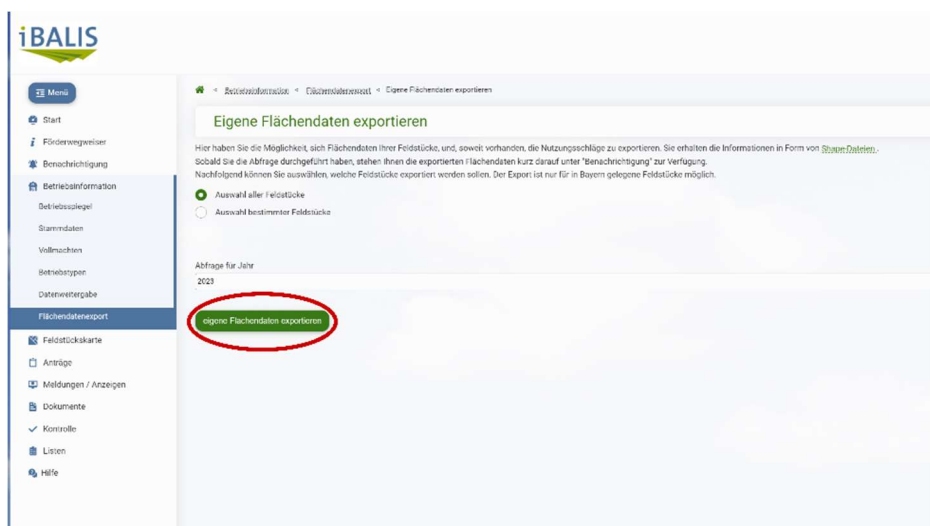 iBALIS
Menü
Betriebsinformation < Flächendatenexport < Eigene Flächendaten exportieren
Start
Eigene Flächendaten exportieren
Förderwegweiser
Hier haben Sie die Möglichkeit, sich Flächendaten Ihrer Feldstücke, und, soweit vorhanden, die Nutzungsschläge zu exportieren. Sie erhalten die Informationen in Form von Shape-Dateien.
Benachrichtigung
Sobald Sie die Abfrage durchgeführt haben, stehen Ihnen die exportierten Flächendaten kurz darauf unter "Benachrichtigung" zur Verfügung.
Nachfolgend können Sie auswählen, welche Feldstücke exportiert werden sollen. Der Export ist nur für in Bayern gelegene Feldstücke möglich.
Betriebsinformation
Auswahl aller Feldstücke
Betriebsspiegel
Auswahl bestimmter Feldstücke
Stammdaten
Vollmachten
Abfrage für Jahr
Betriebstypen
2023
Datenweitergabe
Flächendatenexport
eigene Flächendaten exportieren
Feldstückskarte
Anträge
Meldungen / Anzeigen
Dokumente
Kontrolle
Listen
Hilfe